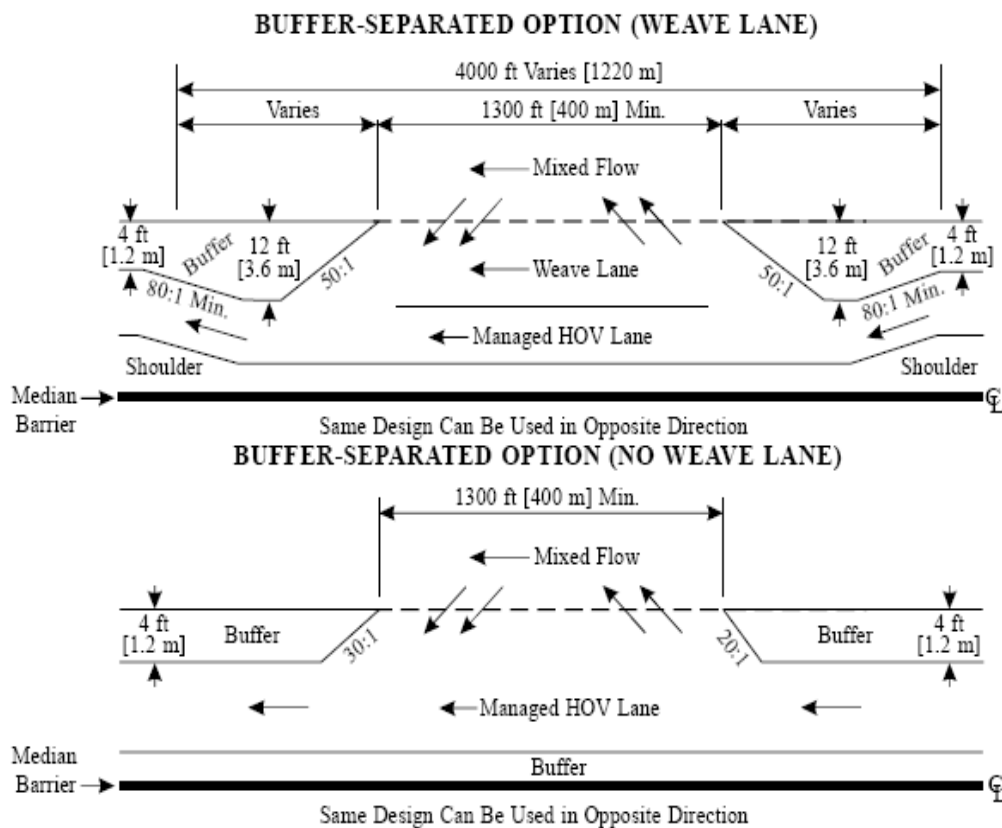 BUFFER-SEPARATED OPTION (WEAVE LANE)
4000 ft Varies [1220 m]
Varies
1300 ft [400 m] Min.
Varies
Mixed Flow
4 ft
[1.2 m]
Buffer
12 ft
[3.6 m]
50:1
80:1 Min.
Weave Lane
50:1
12 ft
[3.6 m]
Buffer
4 ft
[1.2 m]
80:1 Min.
Managed HOV Lane
Shoulder
Shoulder
Median
Barrier
℄
Same Design Can Be Used in Opposite Direction
BUFFER-SEPARATED OPTION (NO WEAVE LANE)
1300 ft [400 m] Min.
Mixed Flow
4 ft
[1.2 m]
Buffer
30:1
20:1
Buffer
4 ft
[1.2 m]
Managed HOV Lane
Median
Barrier
Buffer
℄
Same Design Can Be Used in Opposite Direction